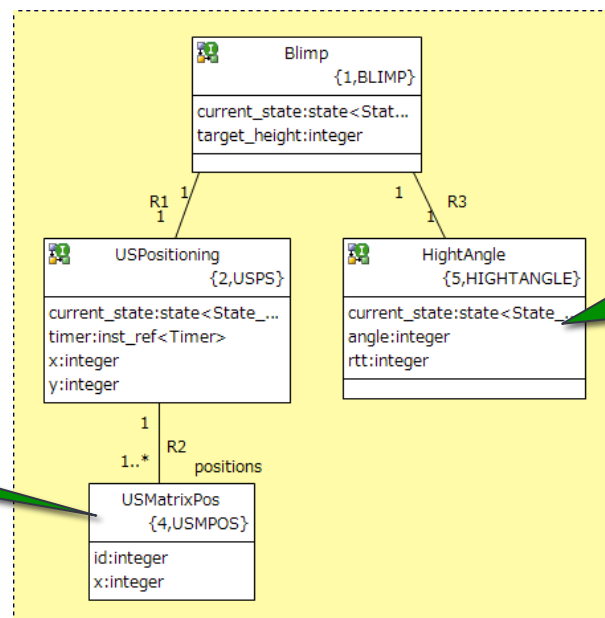 Blimp
{1,BLIMP}
current_state:state<Stat...
target_height:integer
R1 1
1
1 R3
1
USPositioning
{2,USPS}
current_state:state<State_...
timer:inst_ref<Timer>
x:integer
y:integer
HightAngle
{5,HIGHTANGLE}
current_state:state<State_...
angle:integer
rtt:integer
1
1..* R2
positions
USMatrixPos
{4,USMPOS}
id:integer
x:integer